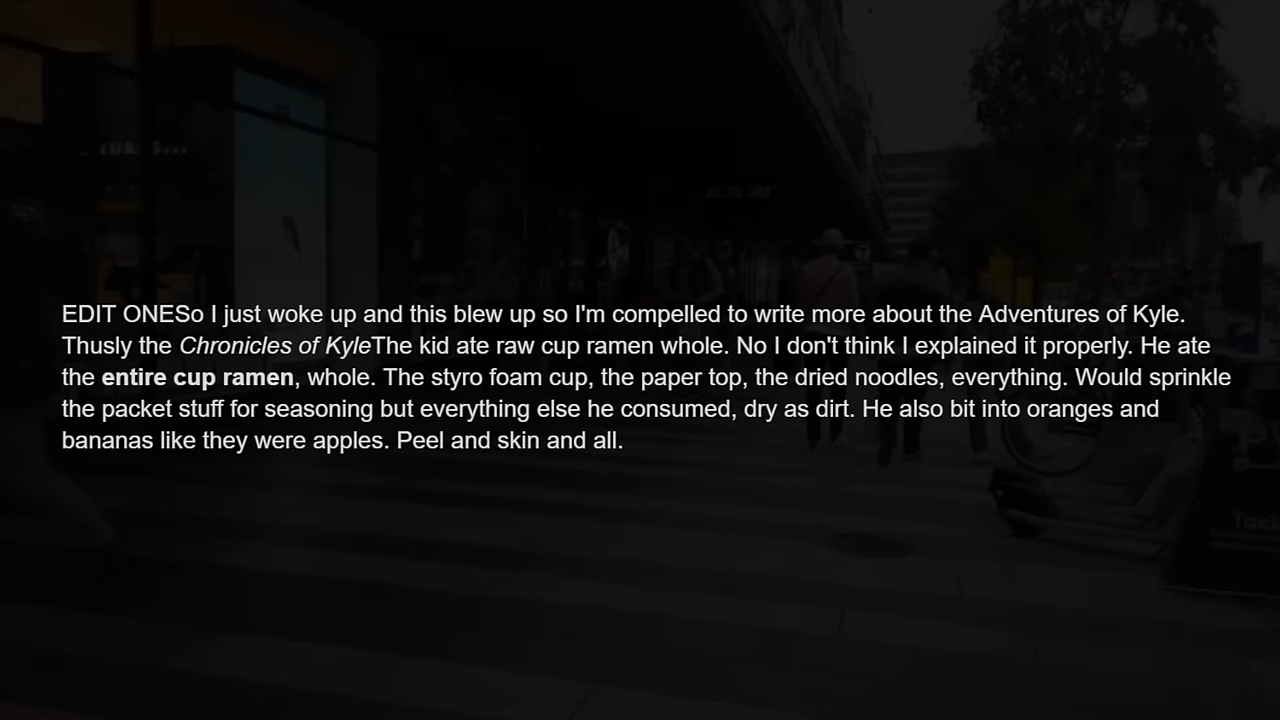 EDIT ONESo I just woke up and this blew up so I'm compelled to write more about the Adventures of Kyle.
Thusly the Chronicles of KyleThe kid ate raw cup ramen whole. No I don't think I explained it properly. He ate
the entire cup ramen, whole. The styro foam cup, the paper top, the dried noodles, everything. Would sprinkle
the packet stuff for seasoning but everything else he consumed, dry as dirt. He also bit into oranges and
bananas like they were apples. Peel and skin and all.